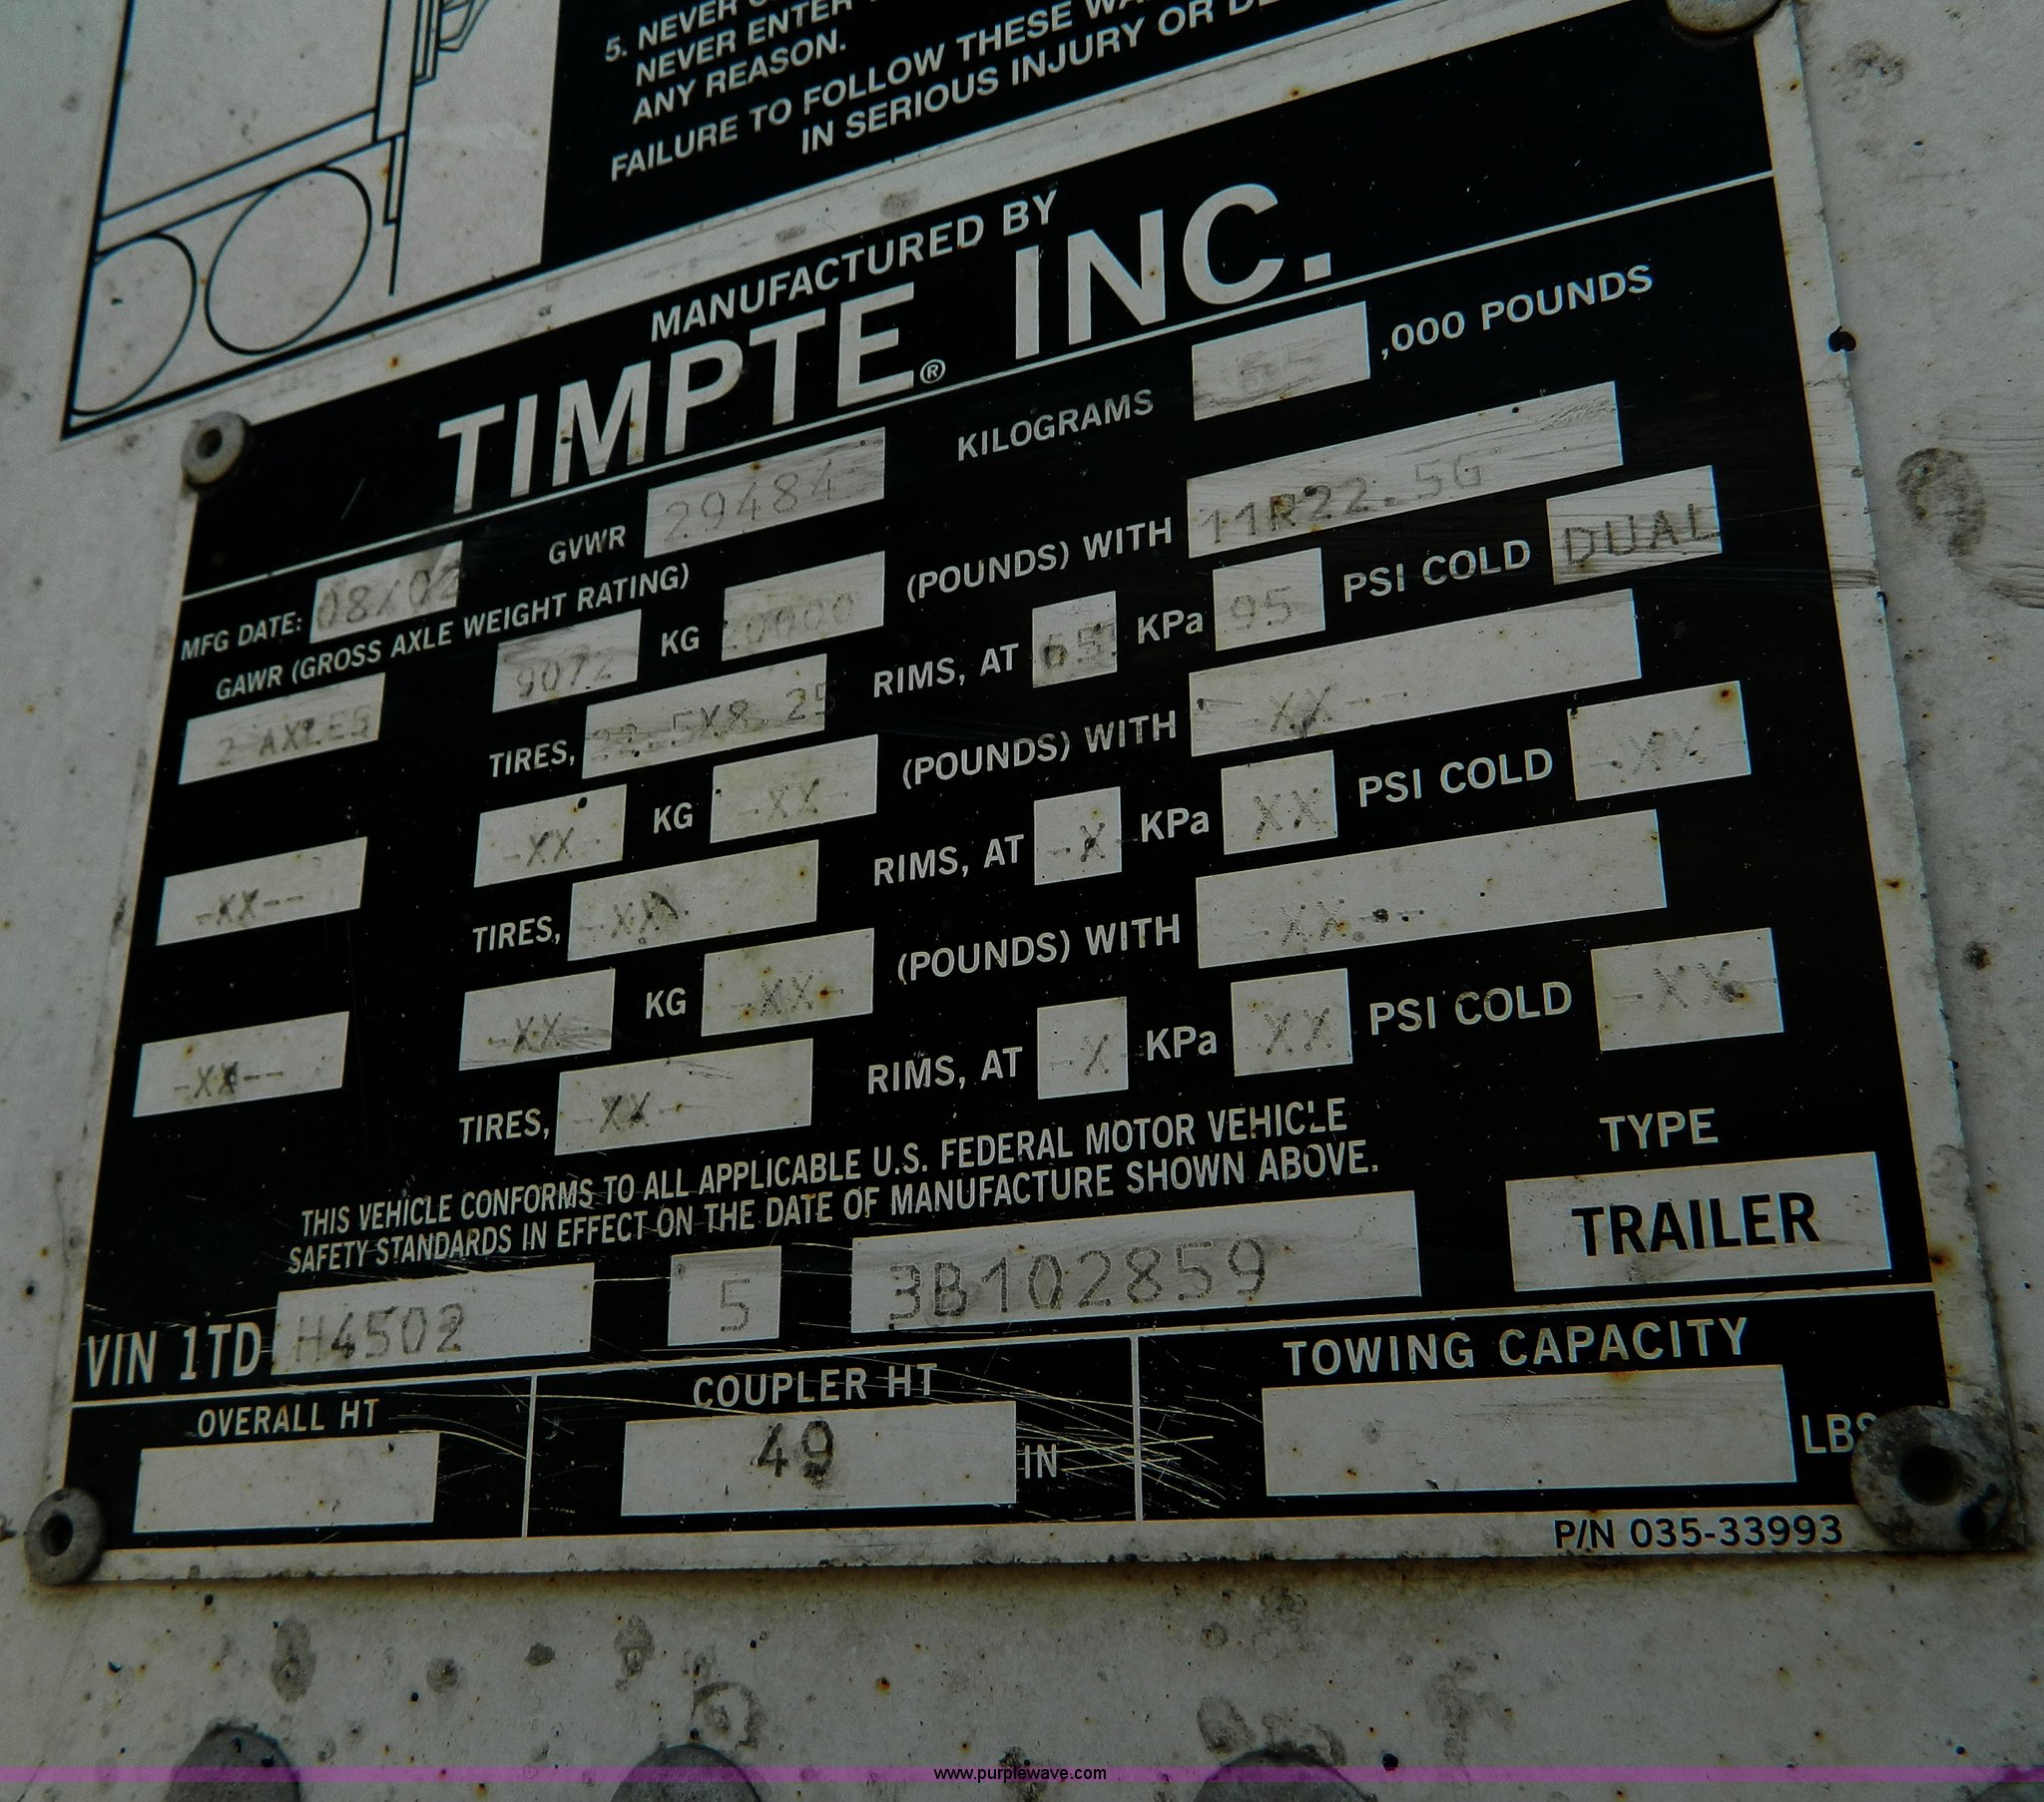 5. NEVER
NEVER ENTER
ANY REASON.
FAILURE TO FOLLOW THESE
IN SERIOUS INJURY OR
MANUFACTURED BY
TIMPTE® INC.
MFG DATE: 08/02 GVWR 29484 KILOGRAMS 65 ,000 POUNDS
GAWR (GROSS AXLE WEIGHT RATING)
2 AXLES 9072 KG 20000 (POUNDS) WITH 11R22.5G
TIRES, 22.5X8.25 RIMS, AT 655 KPa 95 PSI COLD DUAL
-XX-- -XX- KG -XX- (POUNDS) WITH --XX---
TIRES, -XX- RIMS, AT -X- KPa XX PSI COLD -XX-
-XX-- -XX- KG -XX- (POUNDS) WITH -XX---
TIRES, -XX- RIMS, AT -X- KPa XX PSI COLD -XX-
THIS VEHICLE CONFORMS TO ALL APPLICABLE U.S. FEDERAL MOTOR VEHICLE
SAFETY STANDARDS IN EFFECT ON THE DATE OF MANUFACTURE SHOWN ABOVE.
TYPE
TRAILER
VIN 1TD H4502 5 3B102859
OVERALL HT
COUPLER HT
49 IN
TOWING CAPACITY
LBS
P/N 035-33993
www.purplewave.com